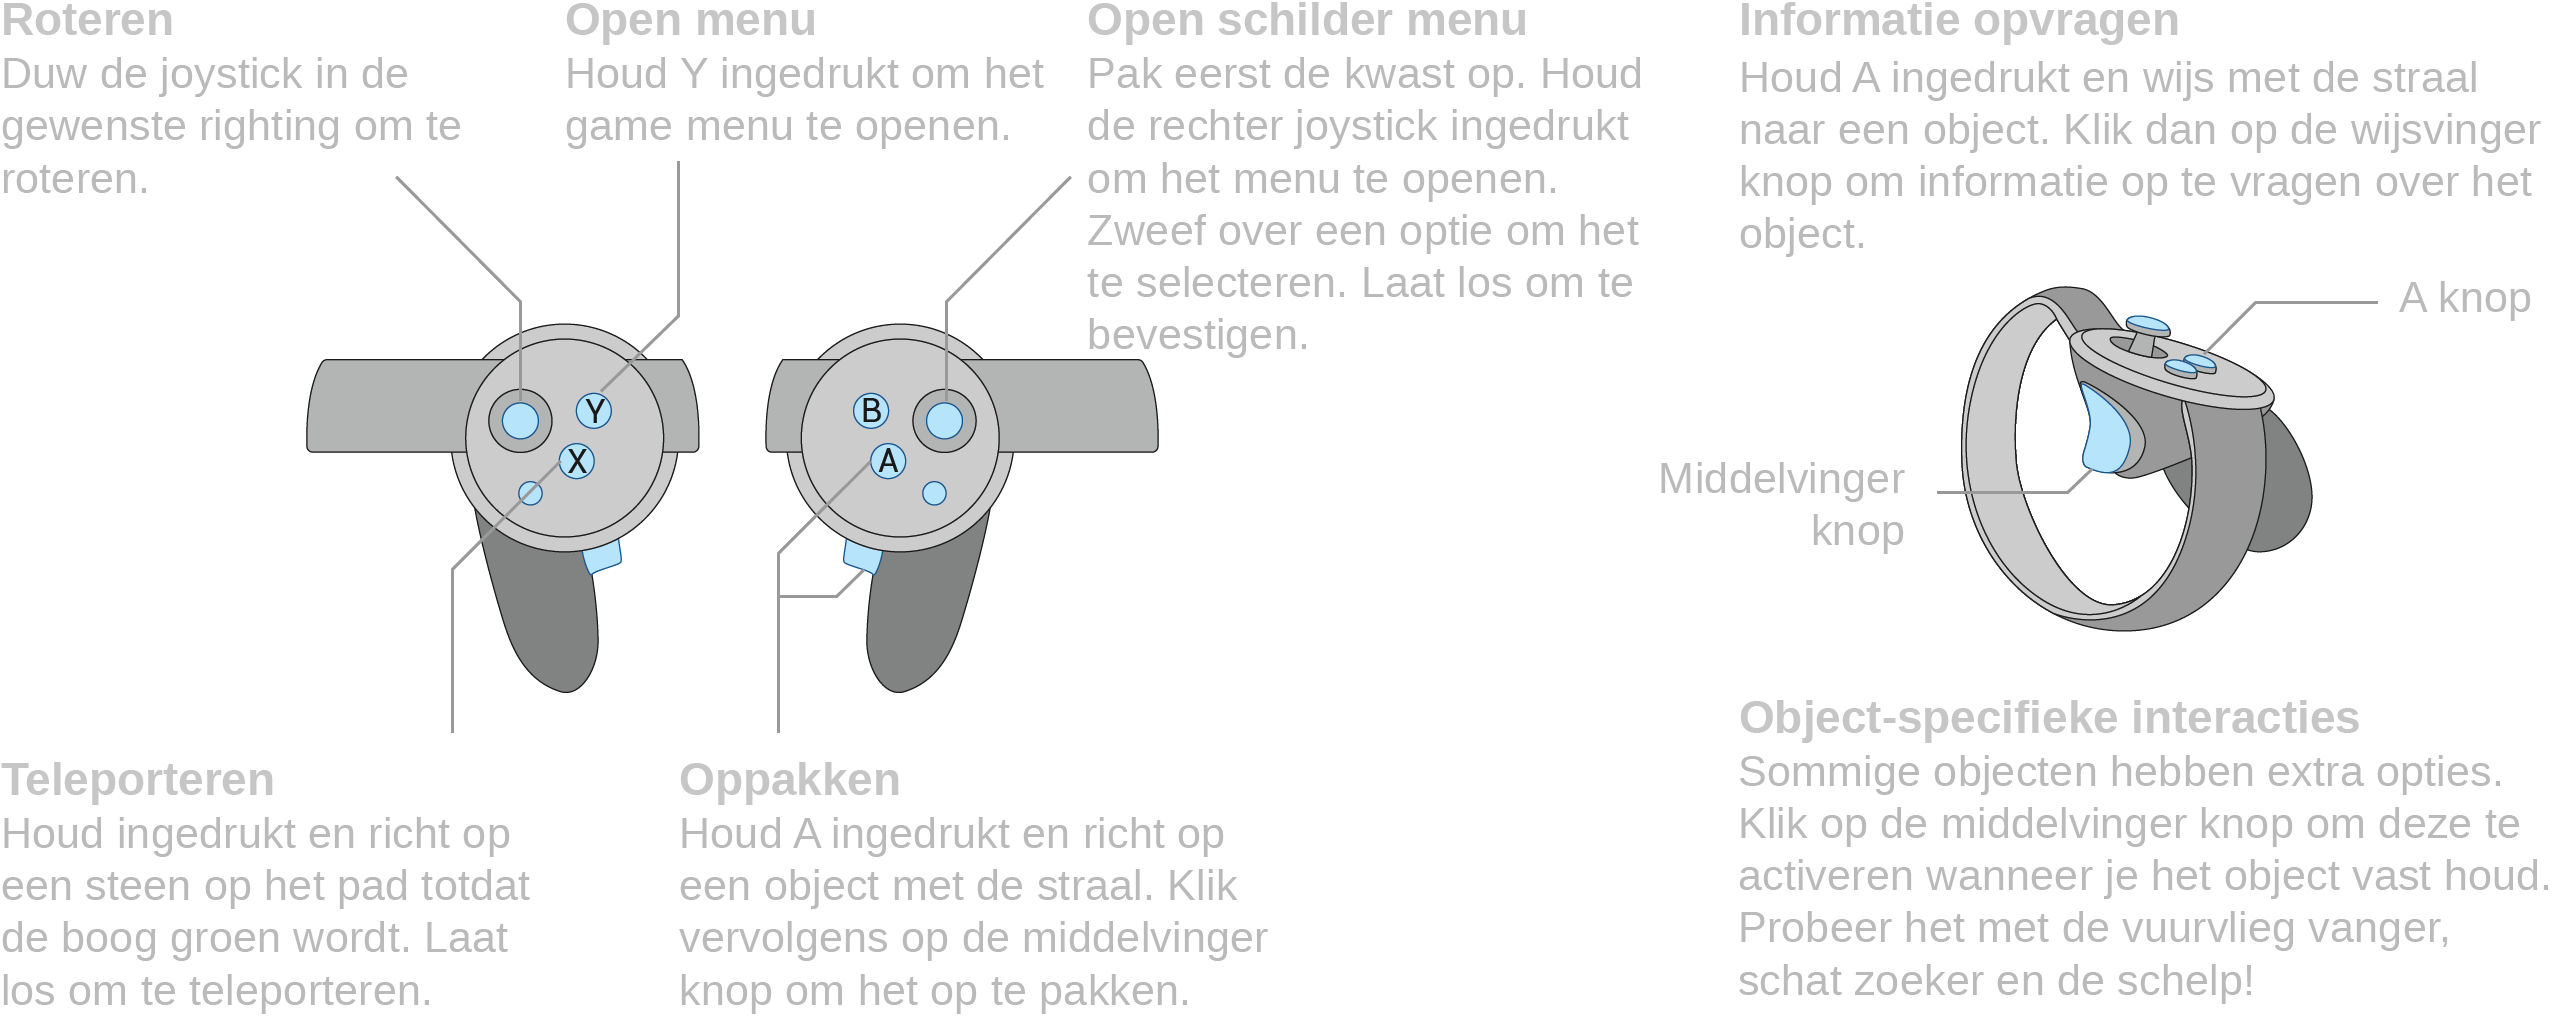 Roteren
Duw de joystick in de
gewenste righting om te
roteren.
Open menu
Houd Y ingedrukt om het
game menu te openen.
Open schilder menu
Pak eerst de kwast op. Houd
de rechter joystick ingedrukt
om het menu te openen.
Zweef over een optie om het
te selecteren. Laat los om te
bevestigen.
Informatie opvragen
Houd A ingedrukt en wijs met de straal
naar een object. Klik dan op de wijsvinger
knop om informatie op te vragen over het
object.
A knop
Y
X
B
A
Middelvinger
knop
Teleporteren
Houd ingedrukt en richt op
een steen op het pad totdat
de boog groen wordt. Laat
los om te teleporteren.
Oppakken
Houd A ingedrukt en richt op
een object met de straal. Klik
vervolgens op de middelvinger
knop om het op te pakken.
Object-specifieke interacties
Sommige objecten hebben extra opties.
Klik op de middelvinger knop om deze te
activeren wanneer je het object vast houd.
Probeer het met de vuurvlieg vanger,
schat zoeker en de schelp!